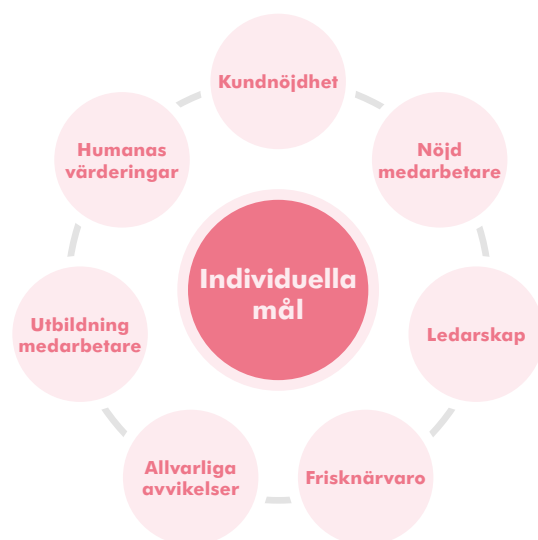 Kundnöjdhet
Nöjd
medarbetare
Ledarskap
Frisknärvaro
Allvarliga
avvikelser
Utbildning
medarbetare
Humanas
värderingar
Individuella
mål